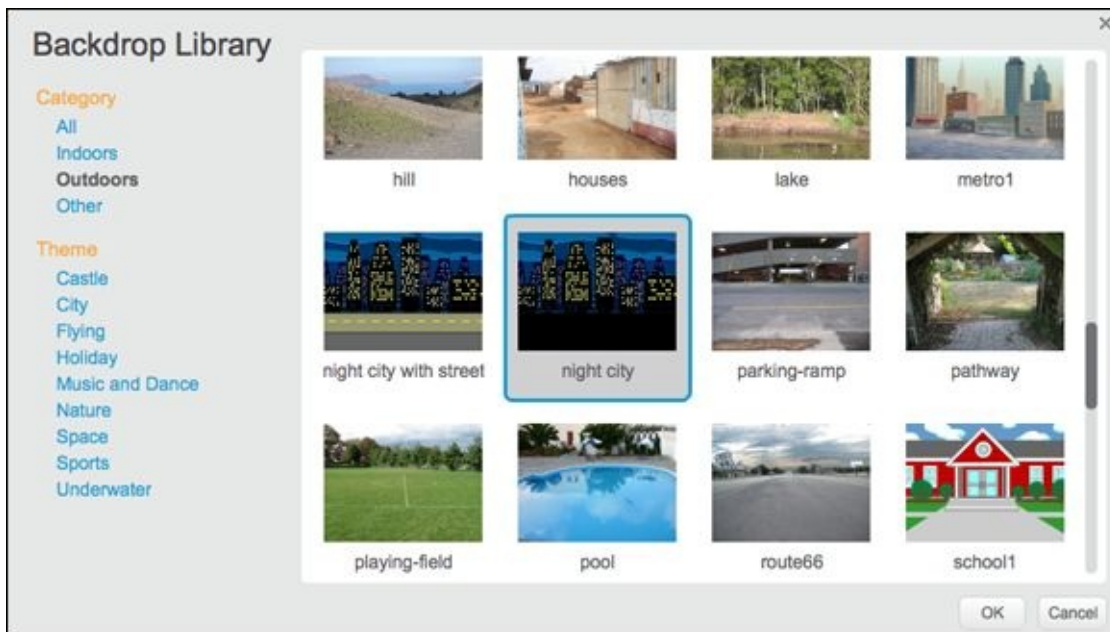 Backdrop Library
Category
All
Indoors
Outdoors
Other
Theme
Castle
City
Flying
Holiday
Music and Dance
Nature
Space
Sports
Underwater
hill houses lake metro1
night city with street night city parking-ramp pathway
playing-field pool route66 school1
OK Cancel